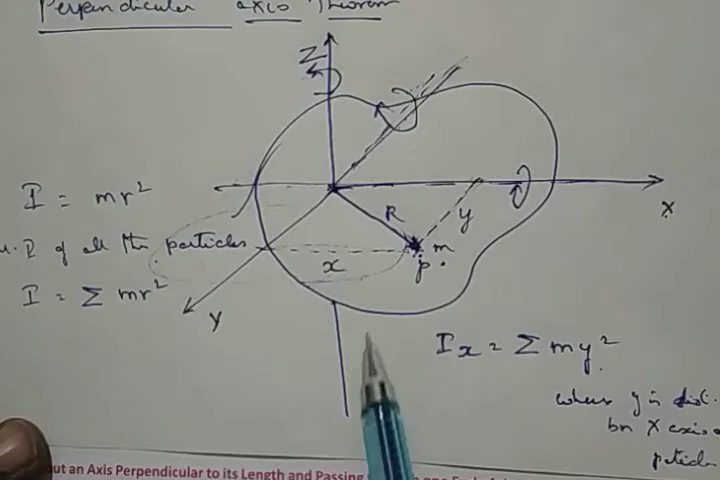 Perpendicular axis Theorem
Z
I = mr²
of all the particles
I = Σ mr²
R
y
m
p.
x
X
Y
Ix = Σ my²
where y is dist.
bn X axis
ut an Axis Perpendicular to its Length and Passing